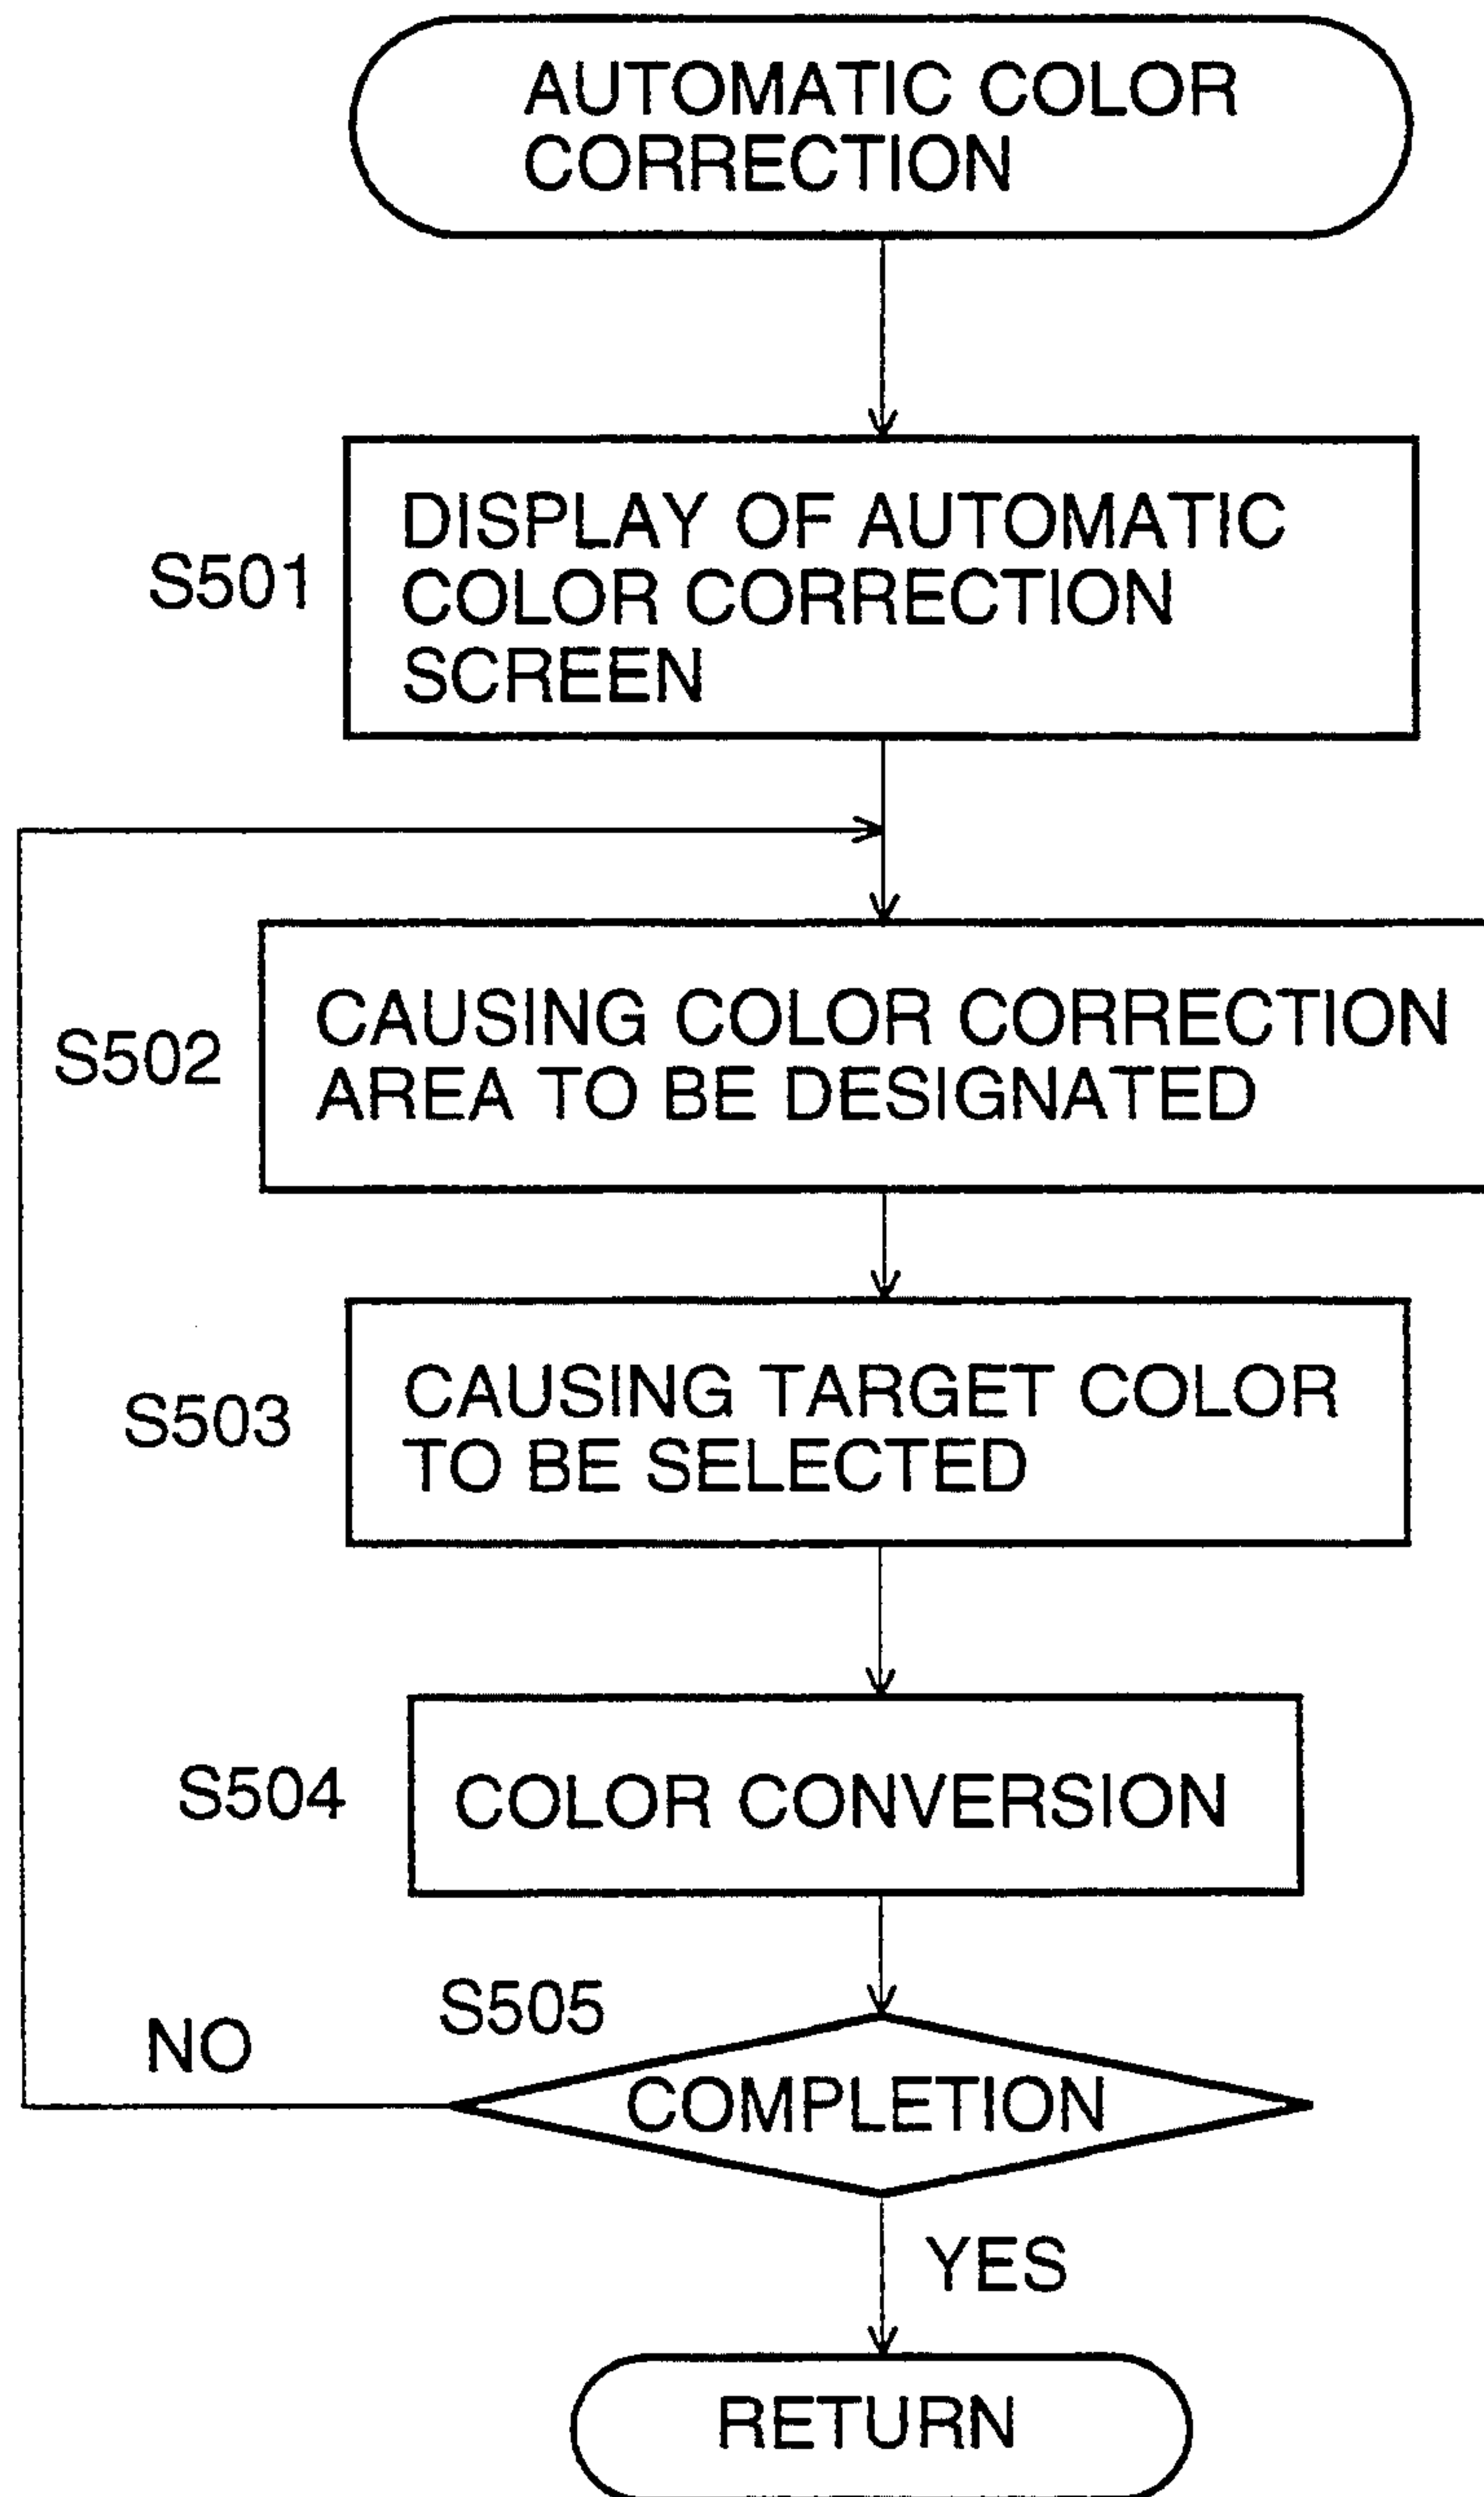 AUTOMATIC COLOR
CORRECTION
DISPLAY OF AUTOMATIC
COLOR CORRECTION
SCREEN
S501
CAUSING COLOR CORRECTION
AREA TO BE DESIGNATED
S502
CAUSING TARGET COLOR
TO BE SELECTED
S503
COLOR CONVERSION
S504
S505
NO
COMPLETION
YES
RETURN